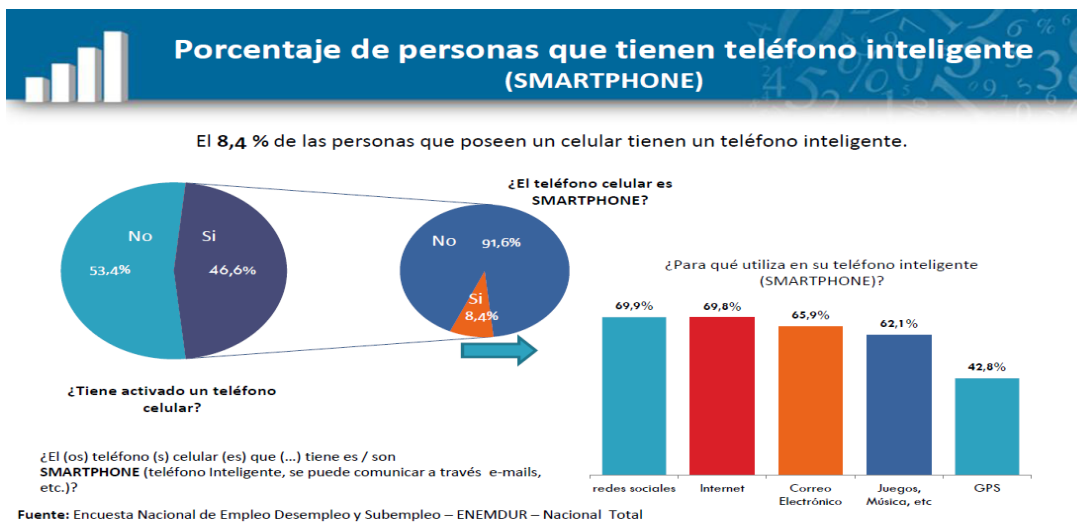 Porcentaje de personas que tienen teléfono inteligente
(SMARTPHONE)
El 8,4 % de las personas que poseen un celular tienen un teléfono inteligente.
¿El teléfono celular es
SMARTPHONE?
No
Si
53,4%
46,6%
No
91,6%
Si
8,4%
¿Tiene activado un teléfono
celular?
¿Para qué utiliza en su teléfono inteligente
(SMARTPHONE)?
69,9%
69,8%
65,9%
62,1%
42,8%
redes sociales
Internet
Correo
Electrónico
Juegos,
Música, etc
GPS
¿El (os) teléfono (s) celular (es) que (...) tiene es / son
SMARTPHONE (teléfono Inteligente, se puede comunicar a través e-mails,
etc.)?
Fuente: Encuesta Nacional de Empleo Desempleo y Subempleo – ENEMDUR – Nacional Total